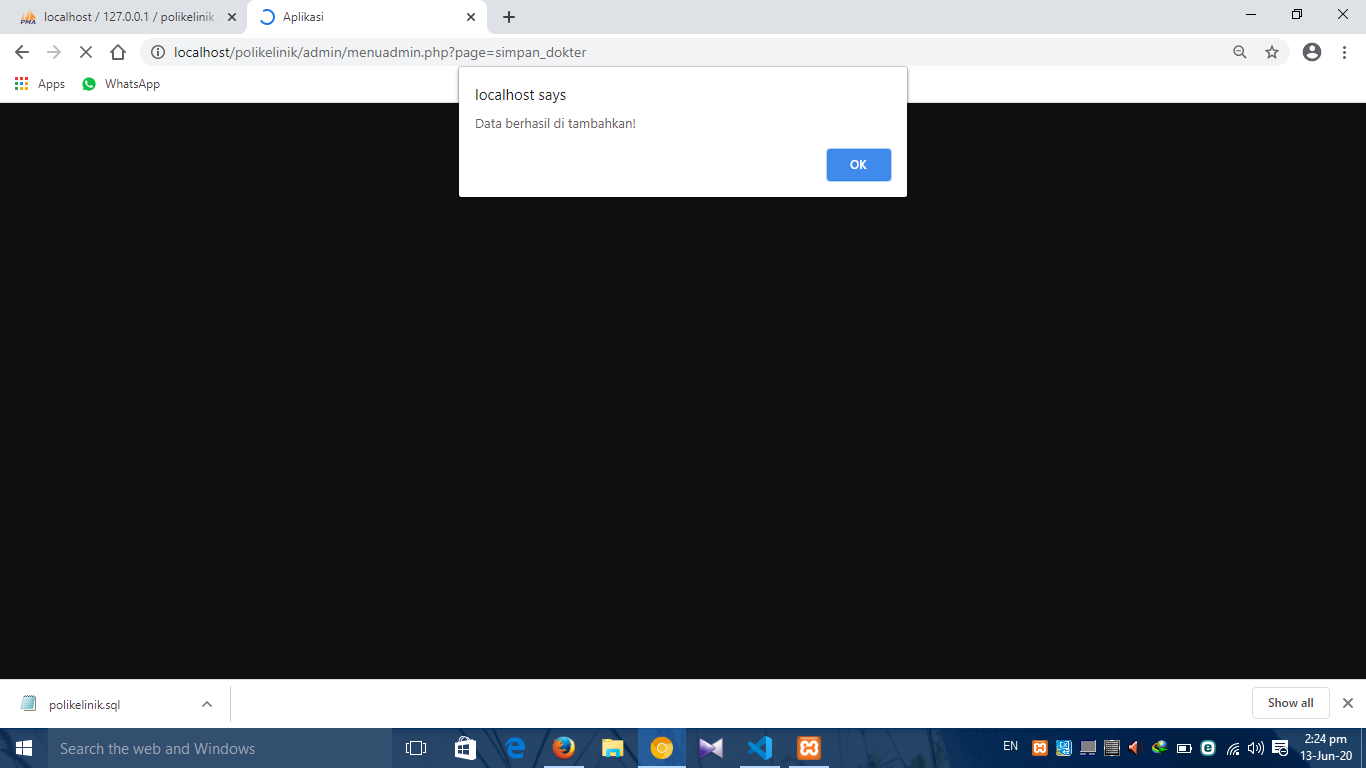 localhost / 127.0.0.1 / polikelinik
Aplikasi
localhost/polikelinik/admin/menuadmin.php?page=simpan_dokter
Apps
WhatsApp
localhost says
Data berhasil di tambahkan!
OK
polikelinik.sql
Show all
Search the web and Windows
EN
2:24 pm
13-Jun-20